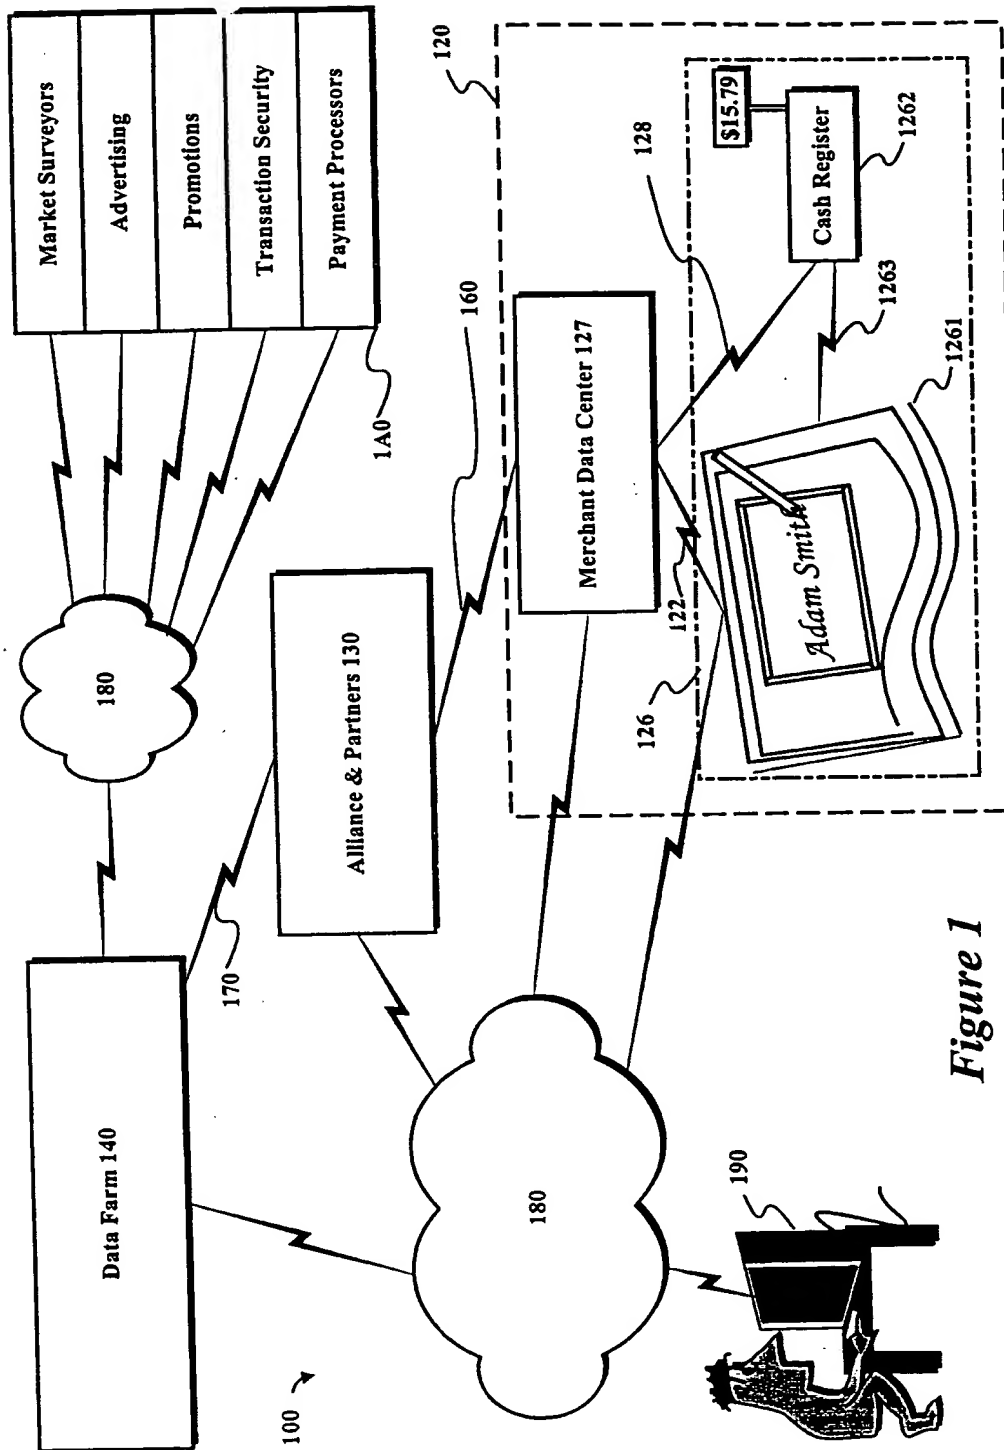 Market Surveyors
Advertising
Promotions
Transaction Security
Payment Processors
1A0
180
Data Farm 140
170
Alliance & Partners 130
160
120
Merchant Data Center 127
128
122
126
$15.79
Cash Register
1262
1263
1261
Adam Smith
180
190
100
Figure 1